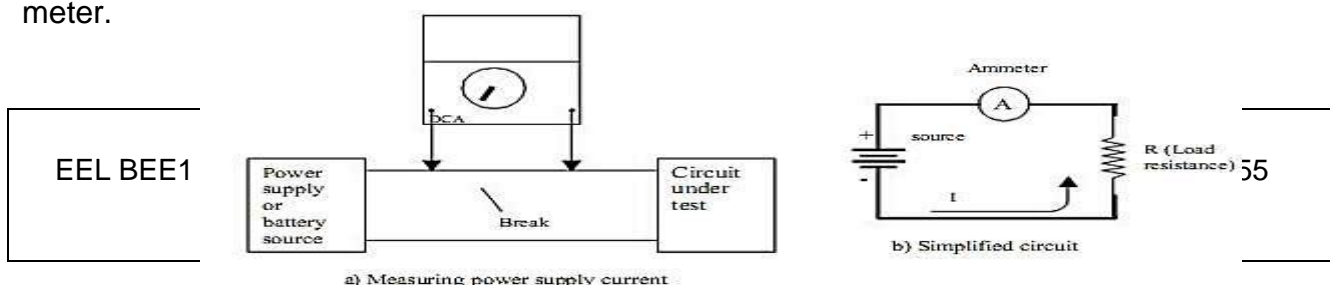 meter.
Ammeter
A
DCA
+
source
EEL BEE1
R (Load
resistance)
55
Power
supply
or
battery
source
Circuit
under
test
Break
-
I
b) Simplified circuit
a) Measuring power supply current